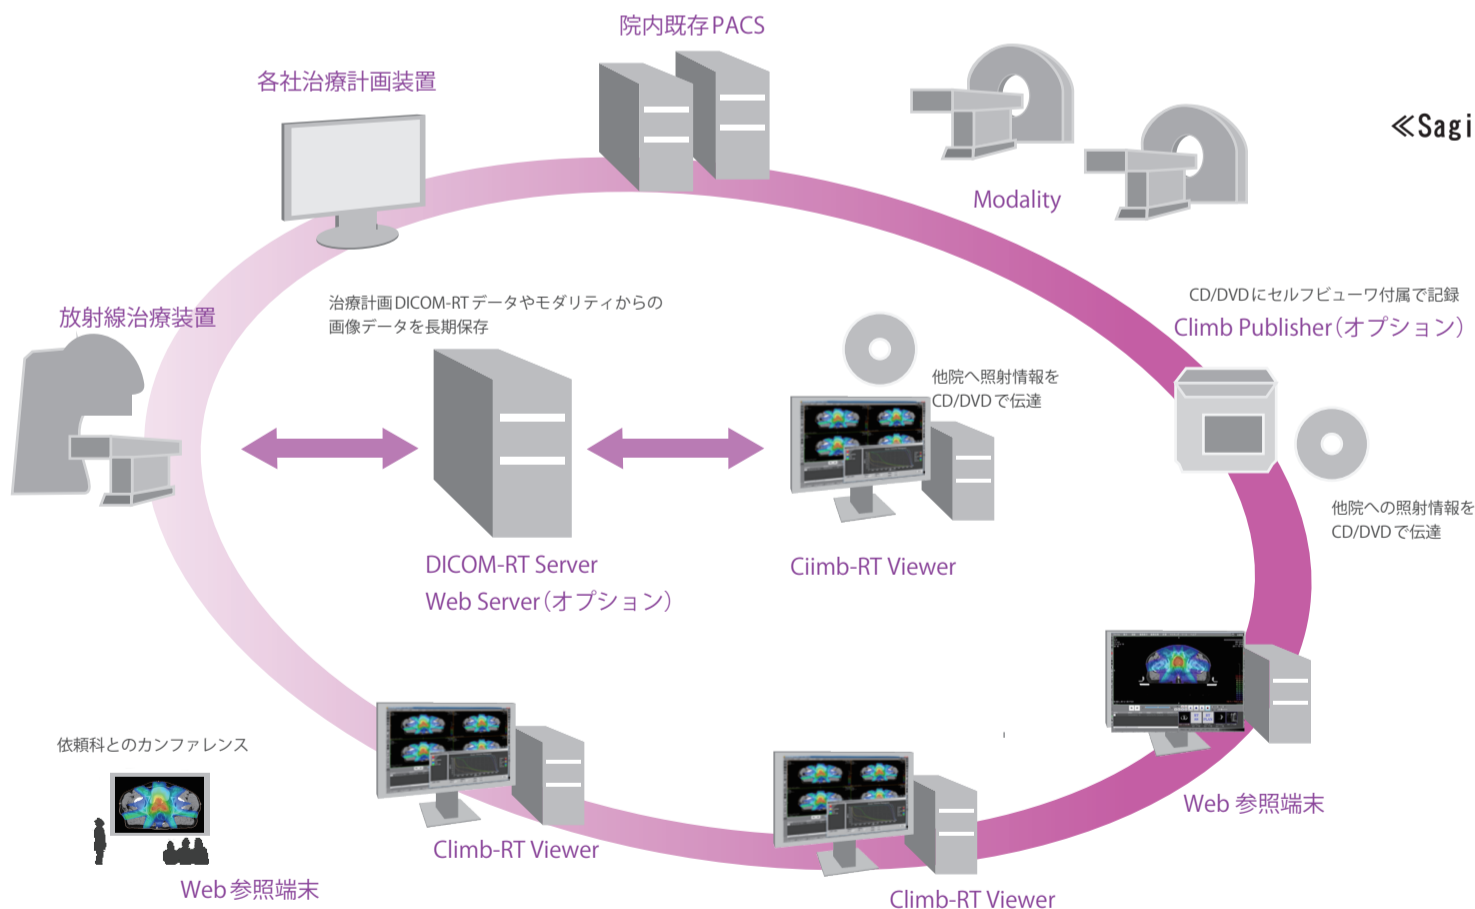 院内既存PACS
各社治療計画装置
≪Sagi
Modality
放射線治療装置
治療計画DICOM-RTデータやモダリティからの
画像データを長期保存
CD/DVDにセルフビューワ付属で記録
Climb Publisher(オプション)
他院へ照射情報を
CD/DVDで伝達
他院への照射情報を
CD/DVDで伝達
DICOM-RT Server
Web Server(オプション)
Ciimb-RT Viewer
依頼科とのカンファレンス
Web参照端末
Climb-RT Viewer
Climb-RT Viewer
Web 参照端末